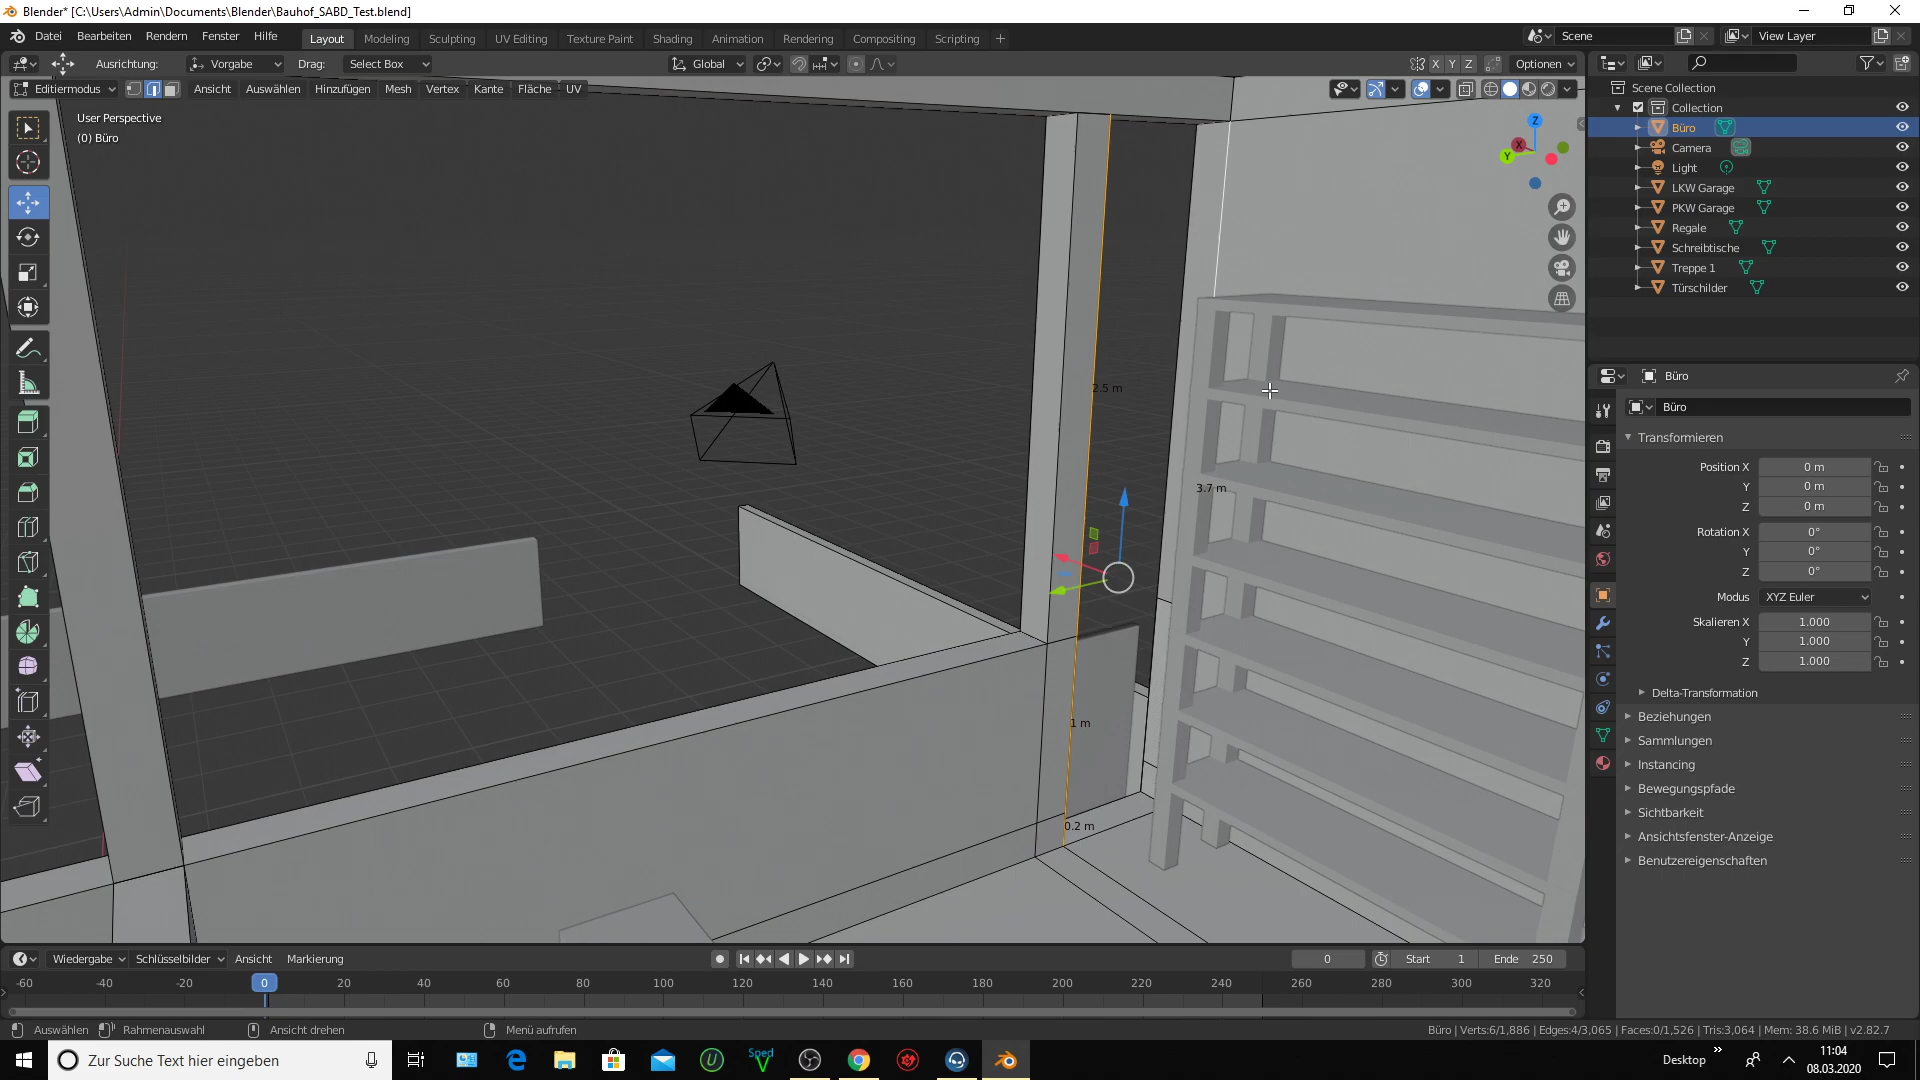 Blender* [C:\Users\Admin\Documents\Blender\Bauhof_SABD_Test.blend]
Datei Bearbeiten Rendern Fenster Hilfe Layout Modeling Sculpting UV Editing Texture Paint Shading Animation Rendering Compositing Scripting + Scene View Layer
Ausrichtung: Vorgabe Drag: Select Box Global X Y Z Optionen
Editiermodus Ansicht Auswählen Hinzufügen Mesh Vertex Kante Fläche UV
User Perspective
(0) Büro
Z
X
Y
2.5 m
3.7 m
1 m
0.2 m
Scene Collection
Collection
Büro
Camera
Light
LKW Garage
PKW Garage
Regale
Schreibtische
Treppe 1
Türschilder
Büro
Büro
Transformieren
Position X 0 m
Y 0 m
Z 0 m
Rotation X 0°
Y 0°
Z 0°
Modus XYZ Euler
Skalieren X 1.000
Y 1.000
Z 1.000
Delta-Transformation
Beziehungen
Sammlungen
Instancing
Bewegungspfade
Sichtbarkeit
Ansichtsfenster-Anzeige
Benutzereigenschaften
Wiedergabe Schlüsselbilder Ansicht Markierung 0 Start 1 Ende 250
-60 -40 -20 0 20 40 60 80 100 120 140 160 180 200 220 240 260 280 300 320
Auswählen Rahmenauswahl Ansicht drehen Menü aufrufen Büro | Verts:6/1,886 | Edges:4/3,065 | Faces:0/1,526 | Tris:3,064 | Mem: 38.6 MiB | v2.82.7
Zur Suche Text hier eingeben Sped V Desktop » 11:04
08.03.2020